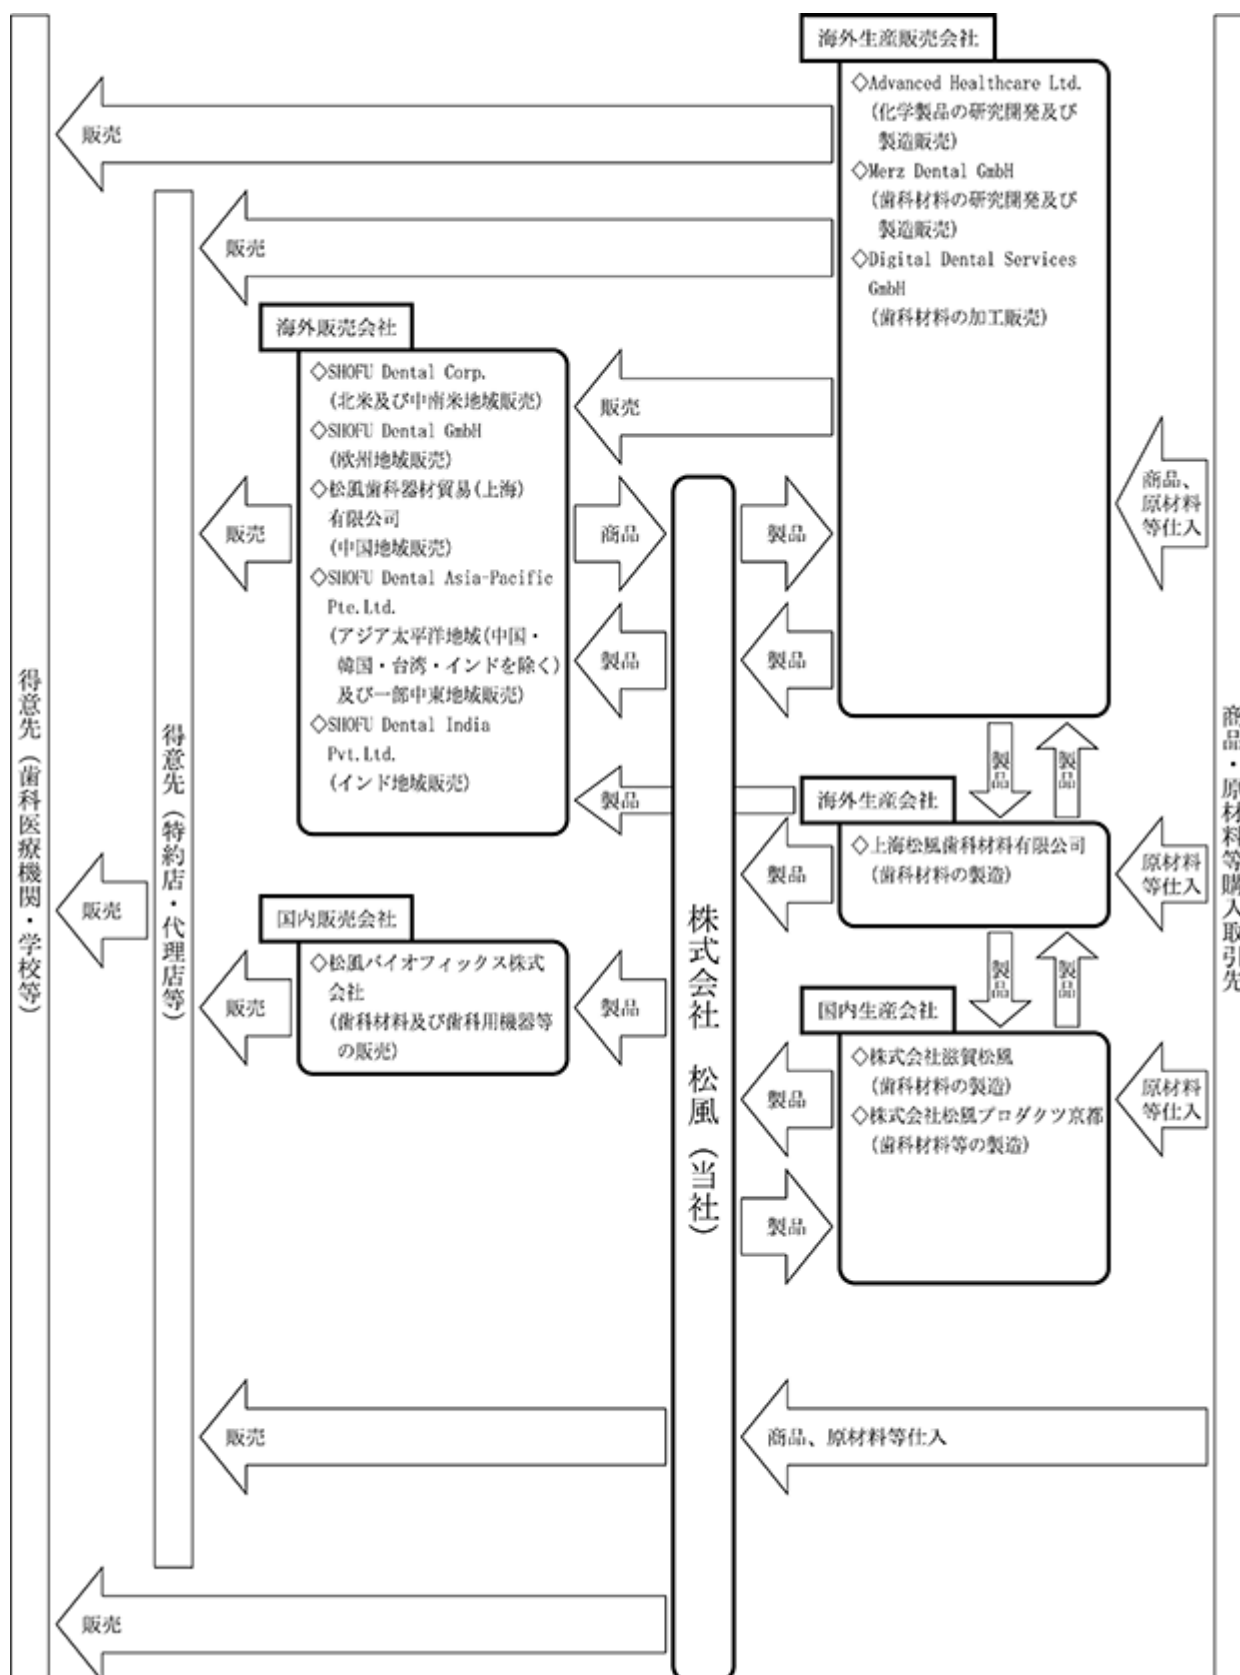 海外生産販売会社
◇Advanced Healthcare Ltd.
(化学製品の研究開発及び
製造販売)
◇Merz Dental GmbH
(歯科材料の研究開発及び
製造販売)
◇Digital Dental Services
GmbH
(歯科材料の加工販売)
販売
販売
海外販売会社
◇SHOFU Dental Corp.
(北米及び中南米地域販売)
◇SHOFU Dental GmbH
(欧州地域販売)
◇松風歯科器材貿易(上海)
有限公司
(中国地域販売)
◇SHOFU Dental Asia-Pacific
Pte.Ltd.
(アジア太平洋地域(中国・
韓国・台湾・インドを除く)
及び一部中東地域販売)
◇SHOFU Dental India
Pvt.Ltd.
(インド地域販売)
販売
販売
商品
製品
商品、
原材料
等仕入
製品
製品
製品
製品
製品
海外生産会社
◇上海松風歯科材料有限公司
(歯科材料の製造)
製品
原材料
等仕入
得意先(歯科医療機関・学校等)
得意先(特約店・代理店等)
株式会社 松風(当社)
商品・原材料等購入取引先
販売
国内販売会社
◇松風バイオフィックス株式
会社
(歯科材料及び歯科用機器等
の販売)
販売
製品
製品
製品
国内生産会社
◇株式会社滋賀松風
(歯科材料の製造)
◇株式会社松風プロダクツ京都
(歯科材料等の製造)
製品
原材料
等仕入
製品
販売
商品、原材料等仕入
販売